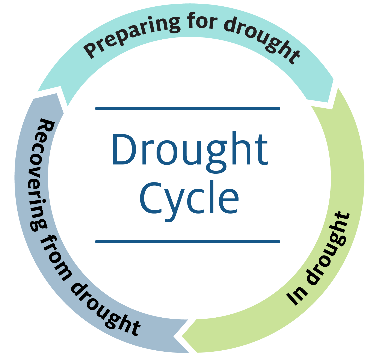 Preparing for drought
Drought
Cycle
In drought
Recovering from drought